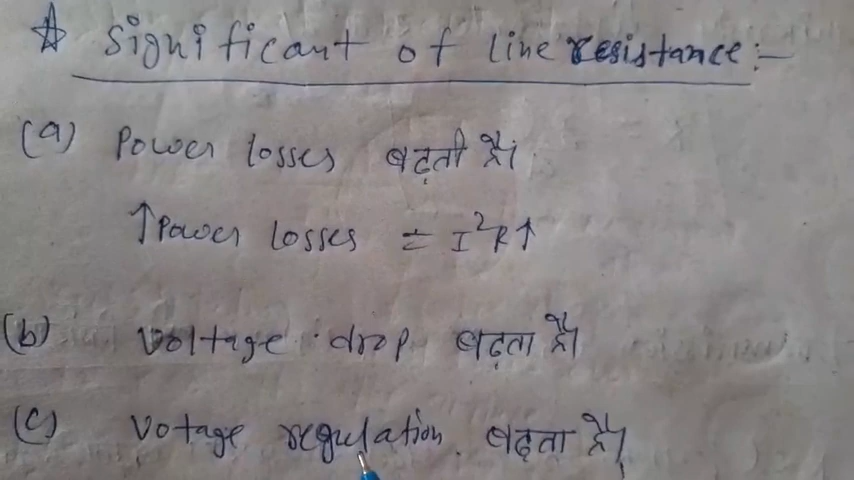 ☆ Significant of line resistance :-
(a) Power losses बढ़ती है।
↑Power losses = I²R↑
(b) Voltage drop बढ़ता है।
(c) Votage regulation बढ़ता है।